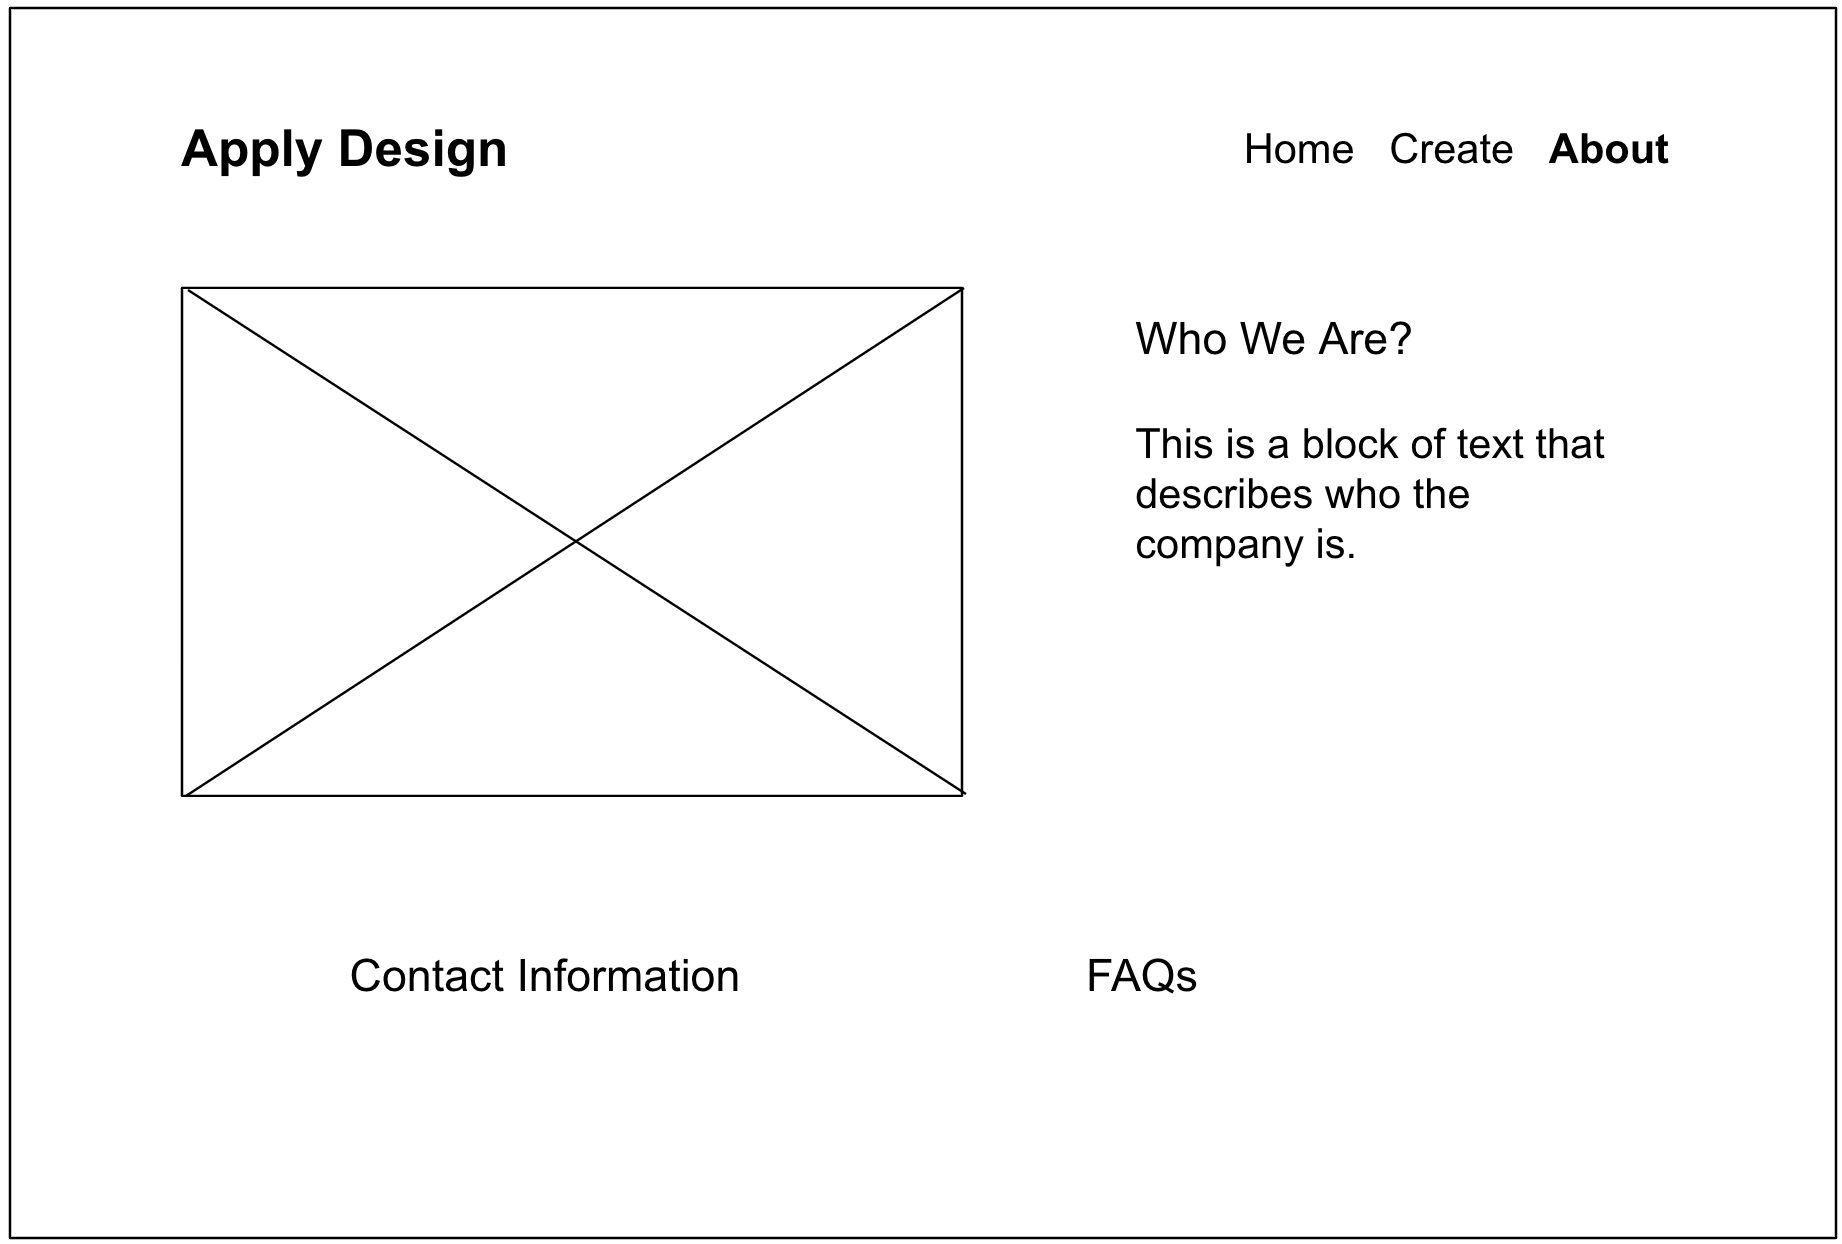 Apply Design
Home Create About
Who We Are?
This is a block of text that
describes who the
company is.
Contact Information
FAQs